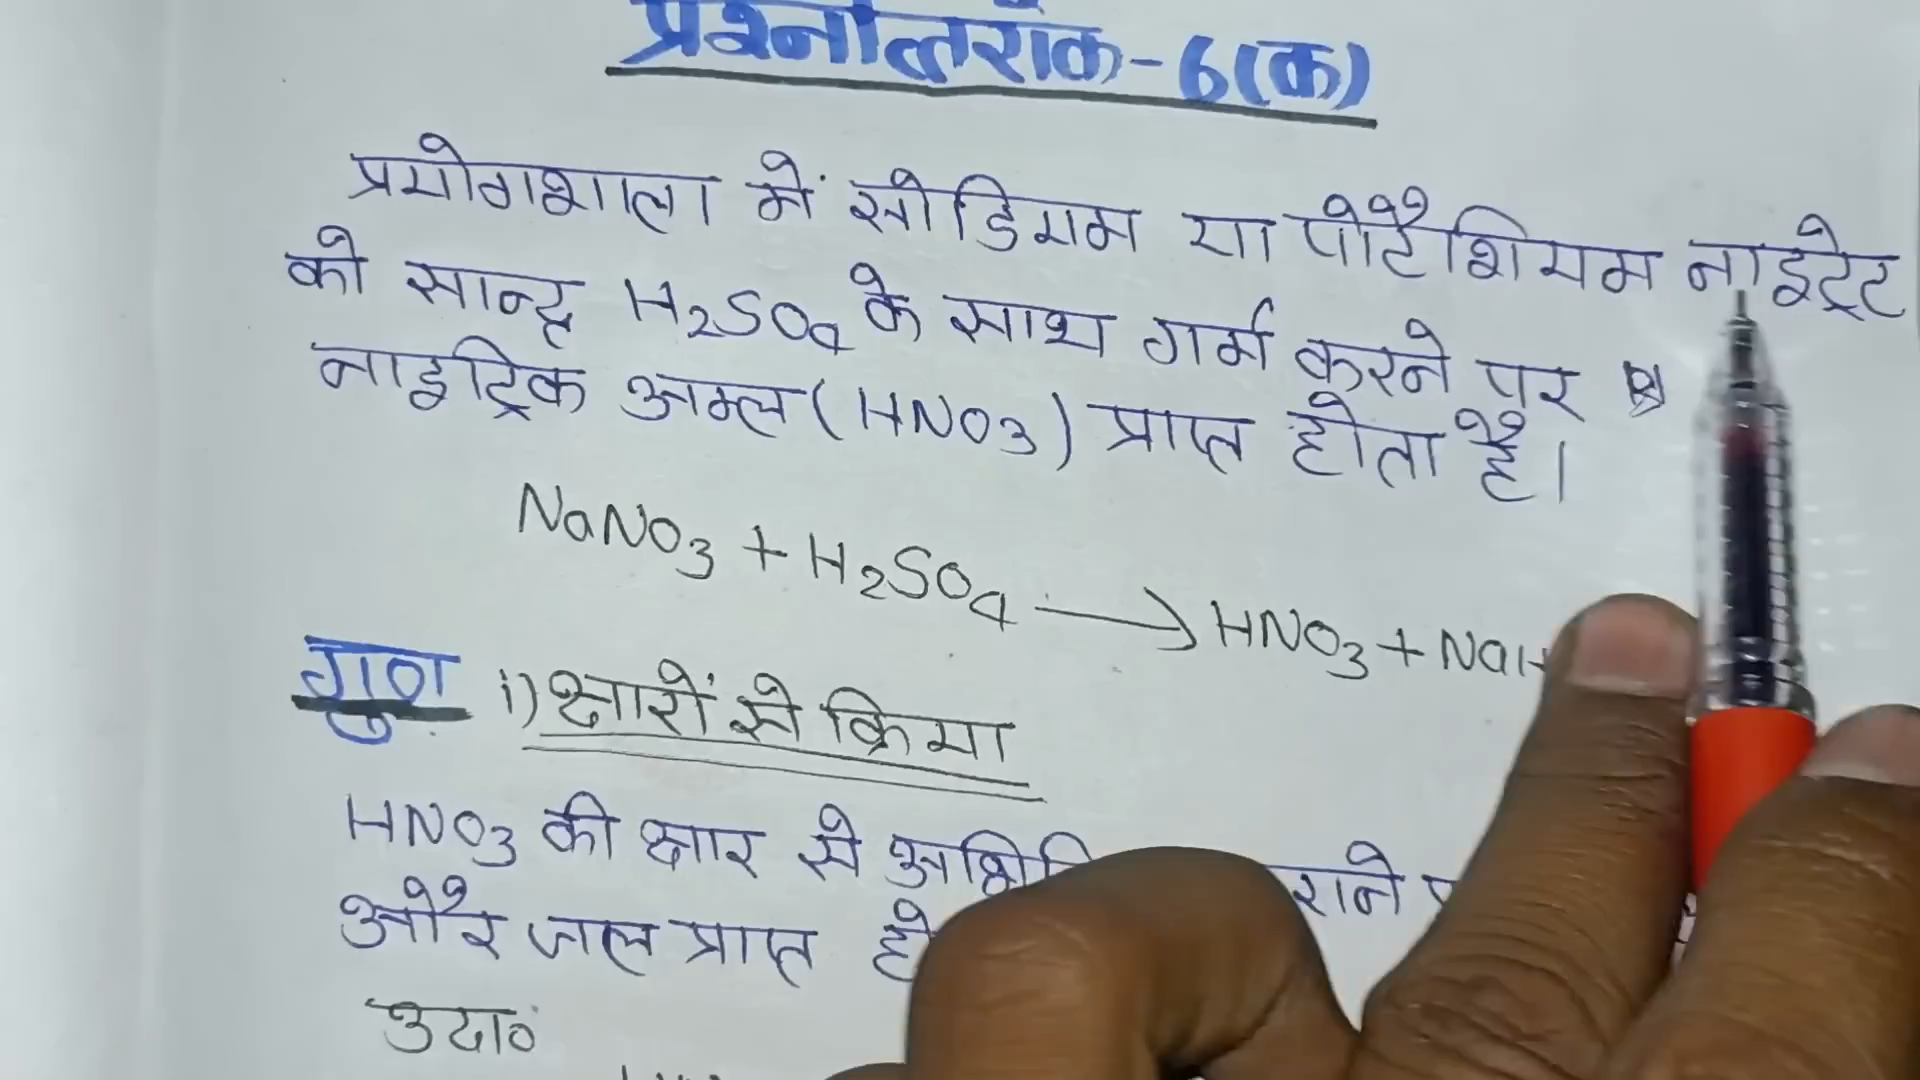 प्रश्नोत्तराँक-6(क)
प्रयोगशाला में सोडियम या पोटैशियम नाइट्रेट
को सान्द्र H₂SO₄ के साथ गर्म करने पर
नाइट्रिक अम्ल (HNO3) प्राप्त होता है।
NaNO₃ + H₂SO₄ → HNO₃ + NaH
गुण i) क्षारों से क्रिया
HNO₃ की क्षार से
और जल प्राप्त
उदा०